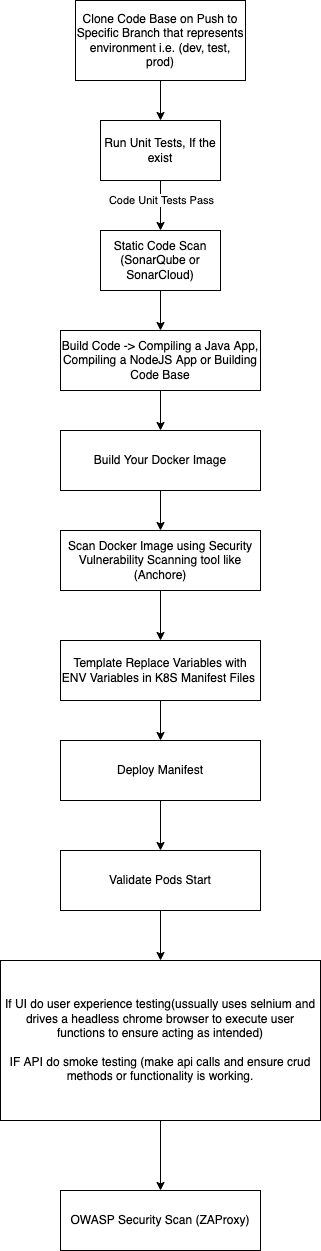 Clone Code Base on Push to
Specific Branch that represents
environment i.e. (dev, test,
prod)
Run Unit Tests, If the
exist
Code Unit Tests Pass
Static Code Scan
(SonarQube or
SonarCloud)
Build Code -> Compiling a Java App,
Compiling a NodeJS App or Building
Code Base
Build Your Docker Image
Scan Docker Image using Security
Vulnerability Scanning tool like
(Anchore)
Template Replace Variables with
ENV Variables in K8S Manifest Files
Deploy Manifest
Validate Pods Start
If UI do user experience testing(ussually uses selnium and
drives a headless chrome browser to execute user
functions to ensure acting as intended)
IF API do smoke testing (make api calls and ensure crud
methods or functionality is working.
OWASP Security Scan (ZAProxy)